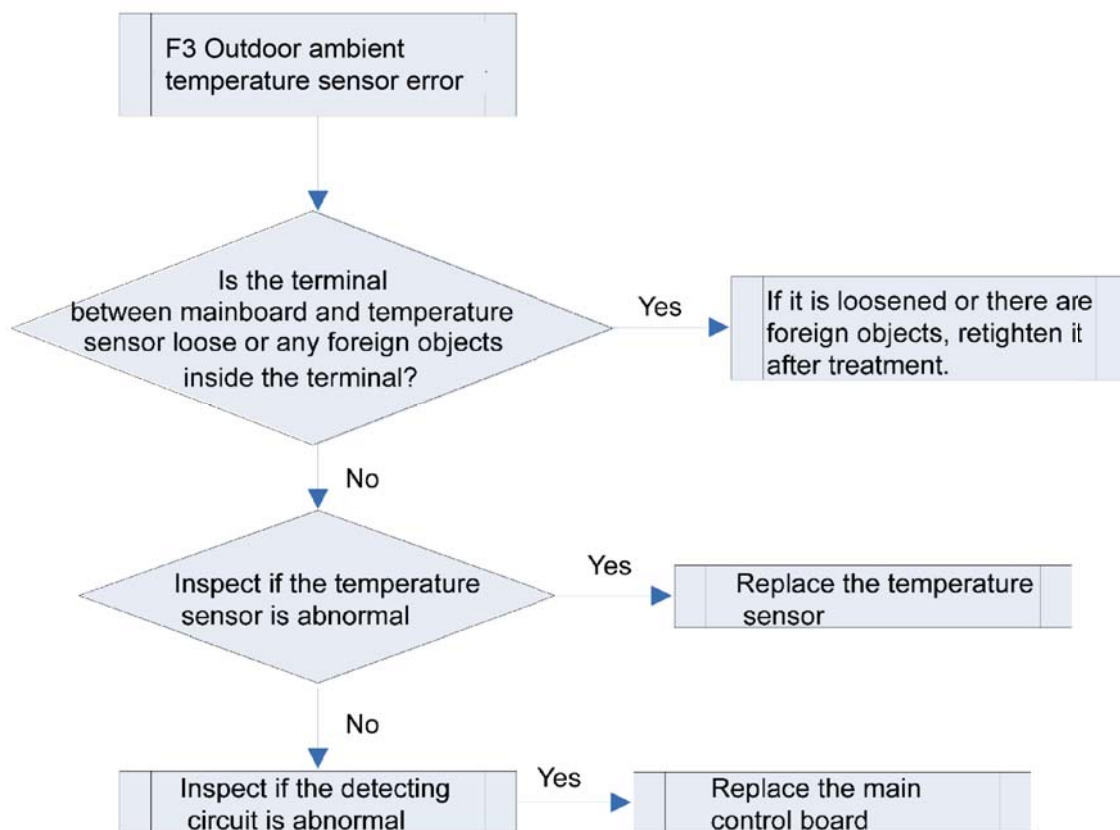 F3 Outdoor ambient
temperature sensor error
Is the terminal
between mainboard and temperature
sensor loose or any foreign objects
inside the terminal?
Yes
If it is loosened or there are
foreign objects, retighten it
after treatment.
No
Inspect if the temperature
sensor is abnormal
Yes
Replace the temperature
sensor
No
Inspect if the detecting
circuit is abnormal
Yes
Replace the main
control board